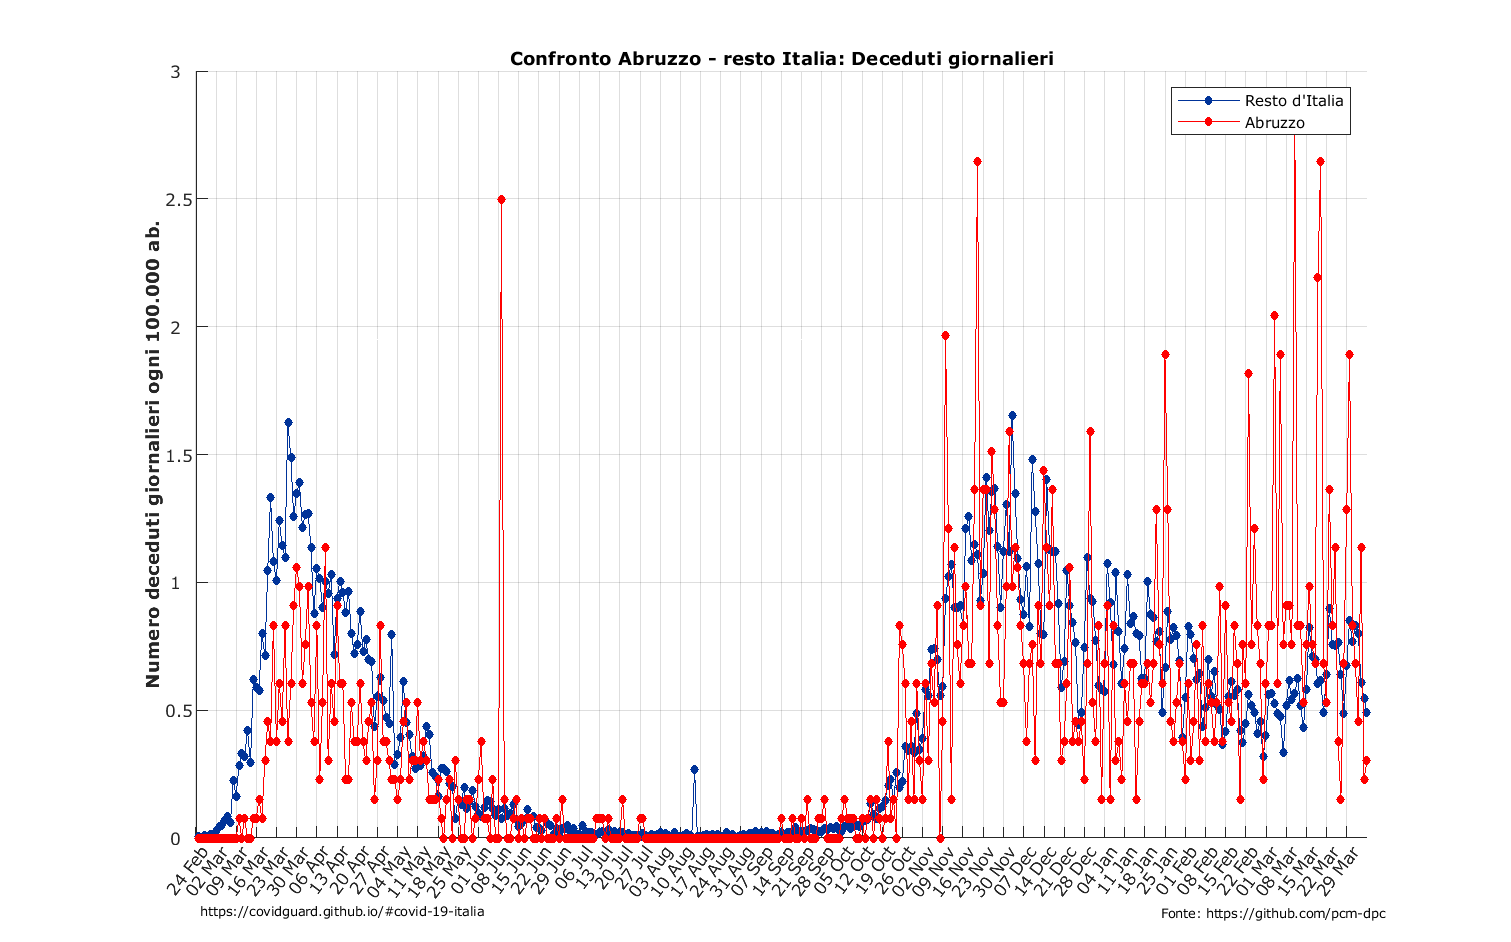 Confronto Abruzzo - resto Italia: Deceduti giornalieri
Resto d'Italia
Abruzzo
Numero deceduti giornalieri ogni 100.000 ab.
3
2.5
2
1.5
1
0.5
0
24 Feb
02 Mar
09 Mar
16 Mar
23 Mar
30 Mar
06 Apr
13 Apr
20 Apr
27 Apr
04 May
11 May
18 May
25 May
01 Jun
08 Jun
15 Jun
22 Jun
29 Jun
06 Jul
13 Jul
20 Jul
27 Jul
03 Aug
10 Aug
17 Aug
24 Aug
31 Aug
07 Sep
14 Sep
21 Sep
28 Sep
05 Oct
12 Oct
19 Oct
26 Oct
02 Nov
09 Nov
16 Nov
23 Nov
30 Nov
07 Dec
14 Dec
21 Dec
28 Dec
04 Jan
11 Jan
18 Jan
25 Jan
01 Feb
08 Feb
15 Feb
22 Feb
01 Mar
08 Mar
15 Mar
22 Mar
29 Mar
https://covidguard.github.io/#covid-19-italia
Fonte: https://github.com/pcm-dpc